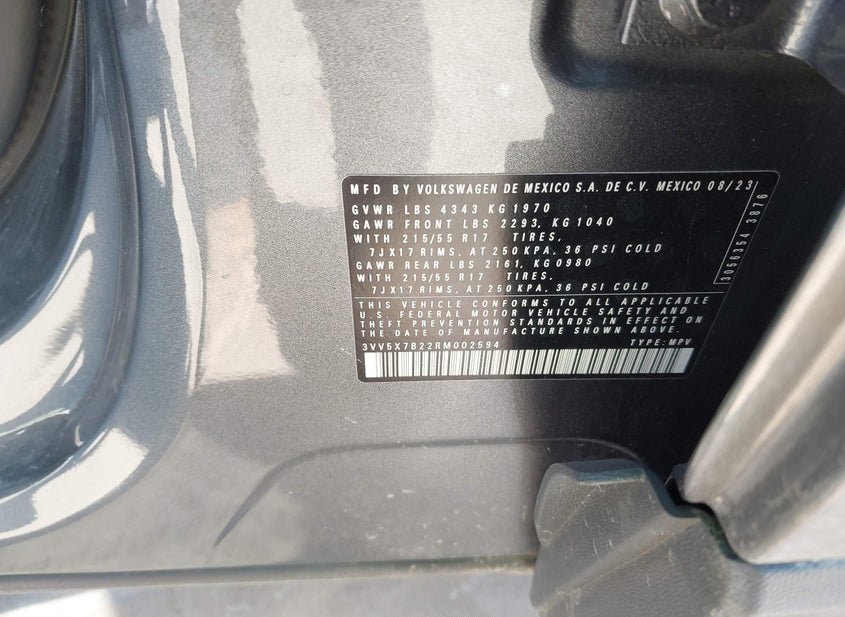 MFD BY VOLKSWAGEN DE MEXICO S.A. DE C.V. MEXICO 08/23
GVWR LBS 4343 KG 1970
GAWR FRONT LBS 2293, KG 1040
WITH 215/55 R17 TIRES,
7JX17 RIMS, AT 250 KPA, 36 PSI COLD
GAWR REAR LBS 2161, KG 0980
WITH 215/55 R17 TIRES,
7JX17 RIMS, AT 250 KPA, 36 PSI COLD
THIS VEHICLE CONFORMS TO ALL APPLICABLE
U.S. FEDERAL MOTOR VEHICLE SAFETY AND
THEFT PREVENTION STANDARDS IN EFFECT ON
THE DATE OF MANUFACTURE SHOWN ABOVE.
3VV5X7B22RM002594 TYPE: MPV
3056354 3876